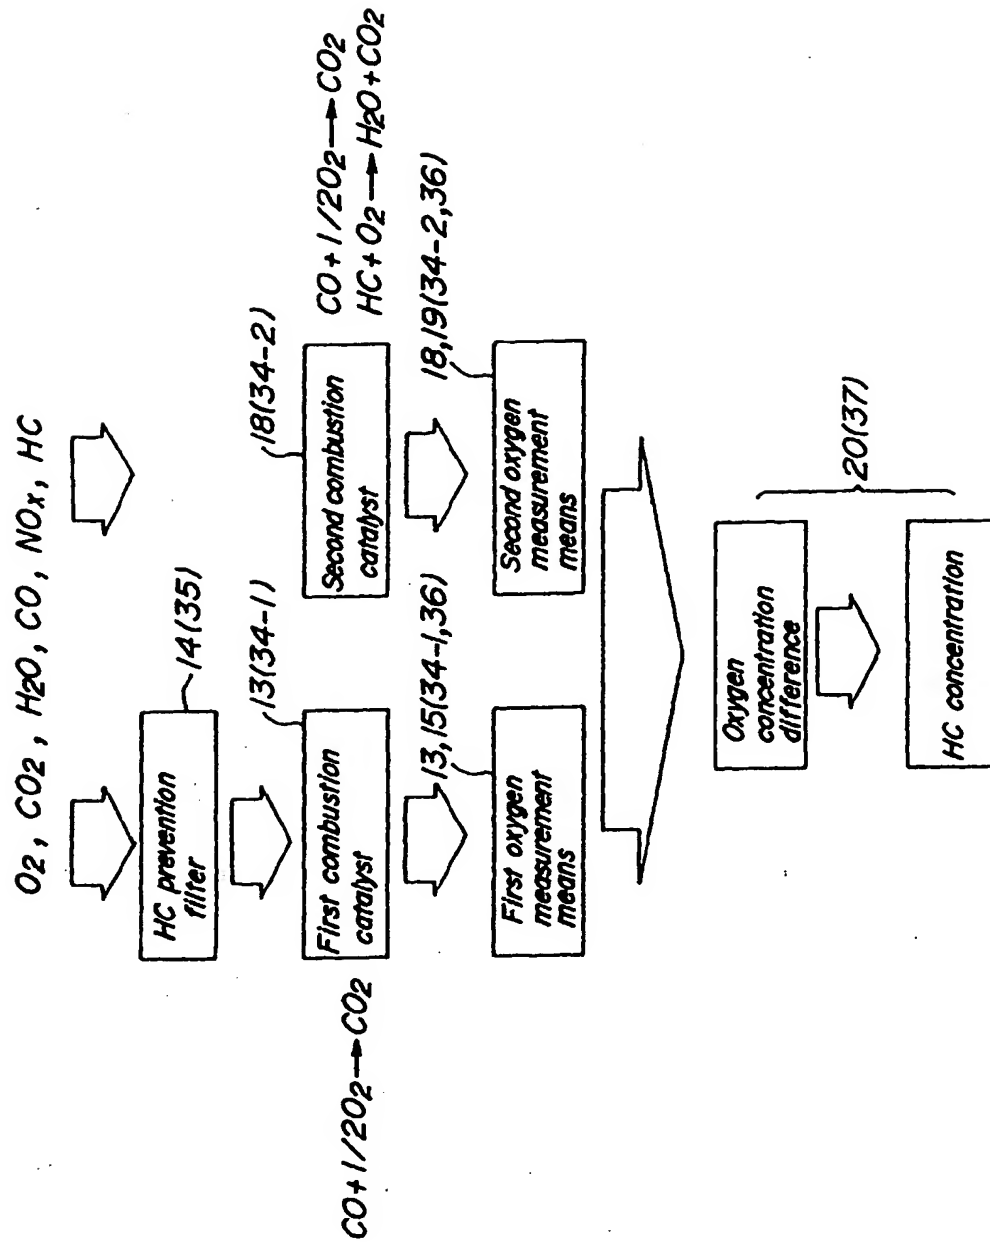 O2, CO2, H2O, CO, NOx, HC
14(35)
HC prevention
filter
13(34-1)
18(34-2)
CO+1/2O2→CO2
First combustion
catalyst
Second combustion
catalyst
CO+1/2O2→CO2
HC+O2→H2O+CO2
13,15(34-1,36)
18,19(34-2,36)
First oxygen
measurement
means
Second oxygen
measurement
means
Oxygen
concentration
difference
20(37)
HC concentration